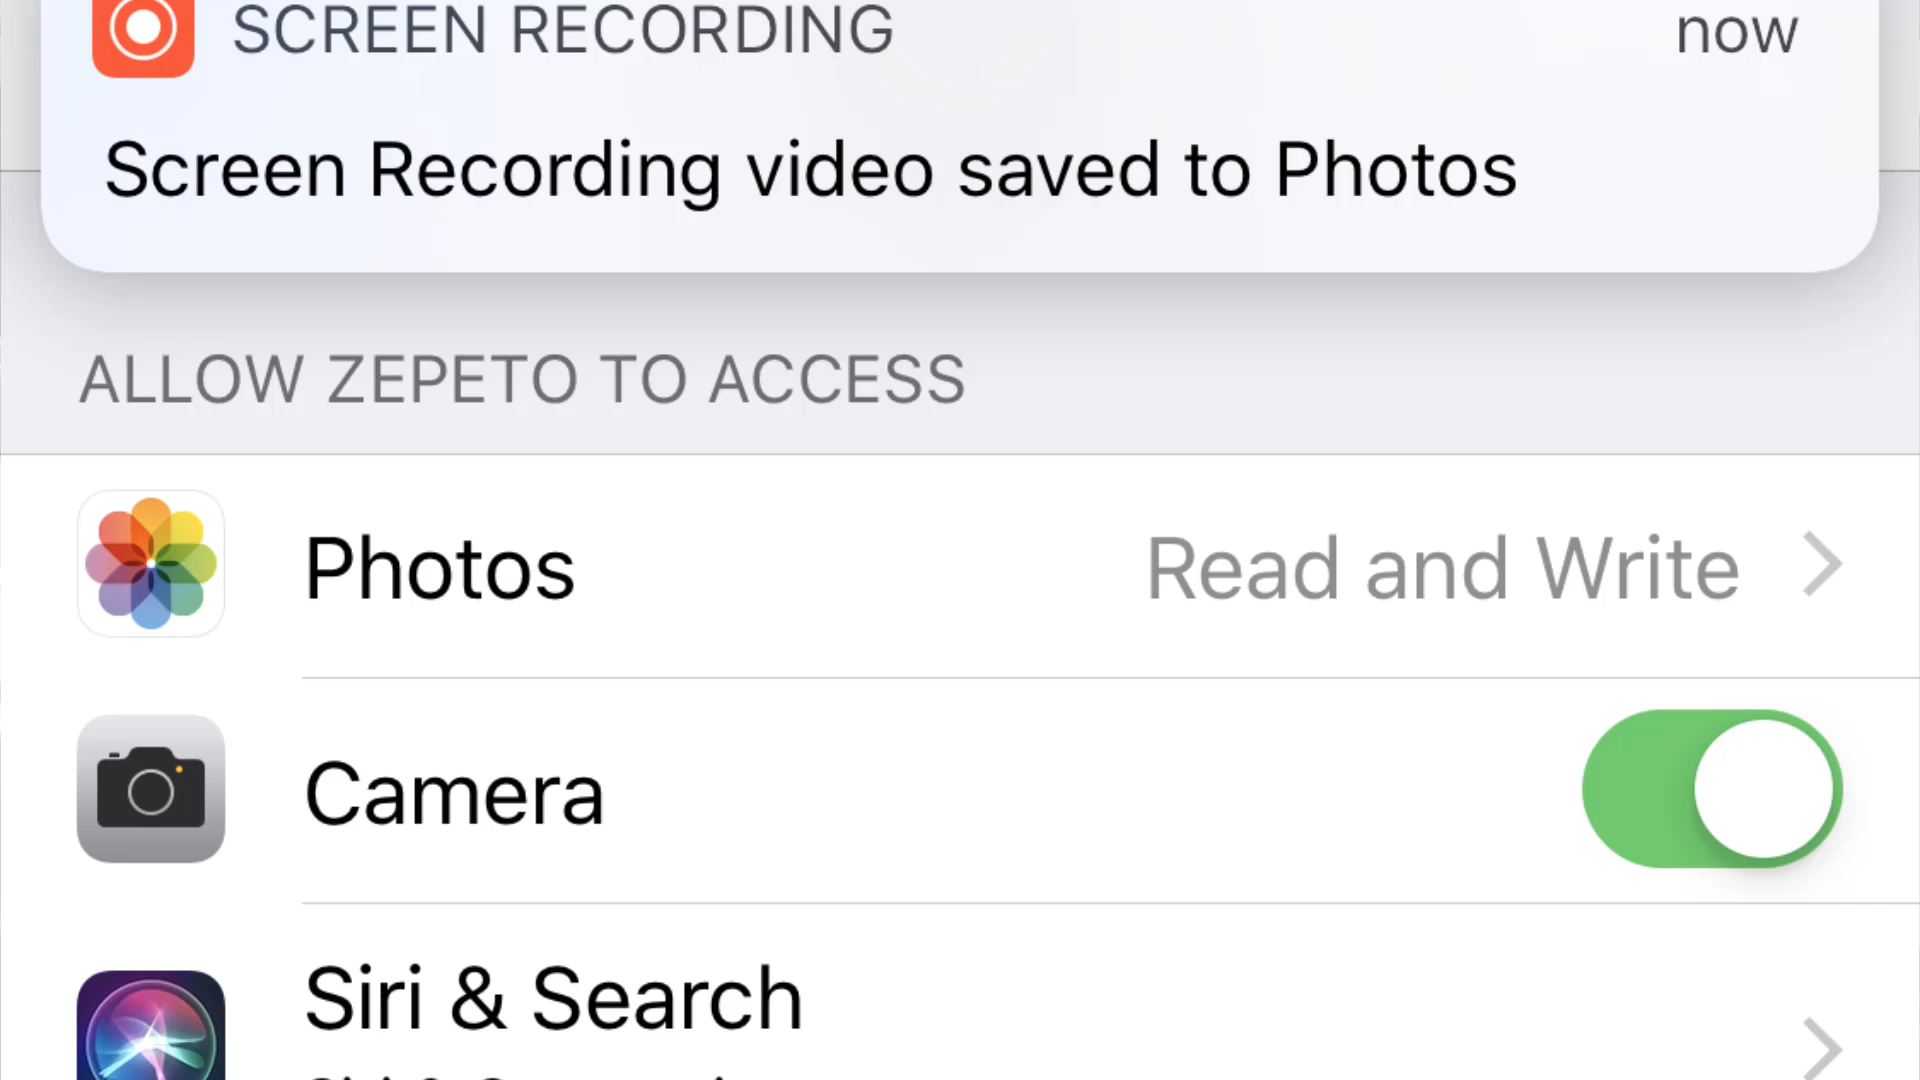 SCREEN RECORDING now
Screen Recording video saved to Photos
ALLOW ZEPETO TO ACCESS
Photos Read and Write
Camera
Siri & Search